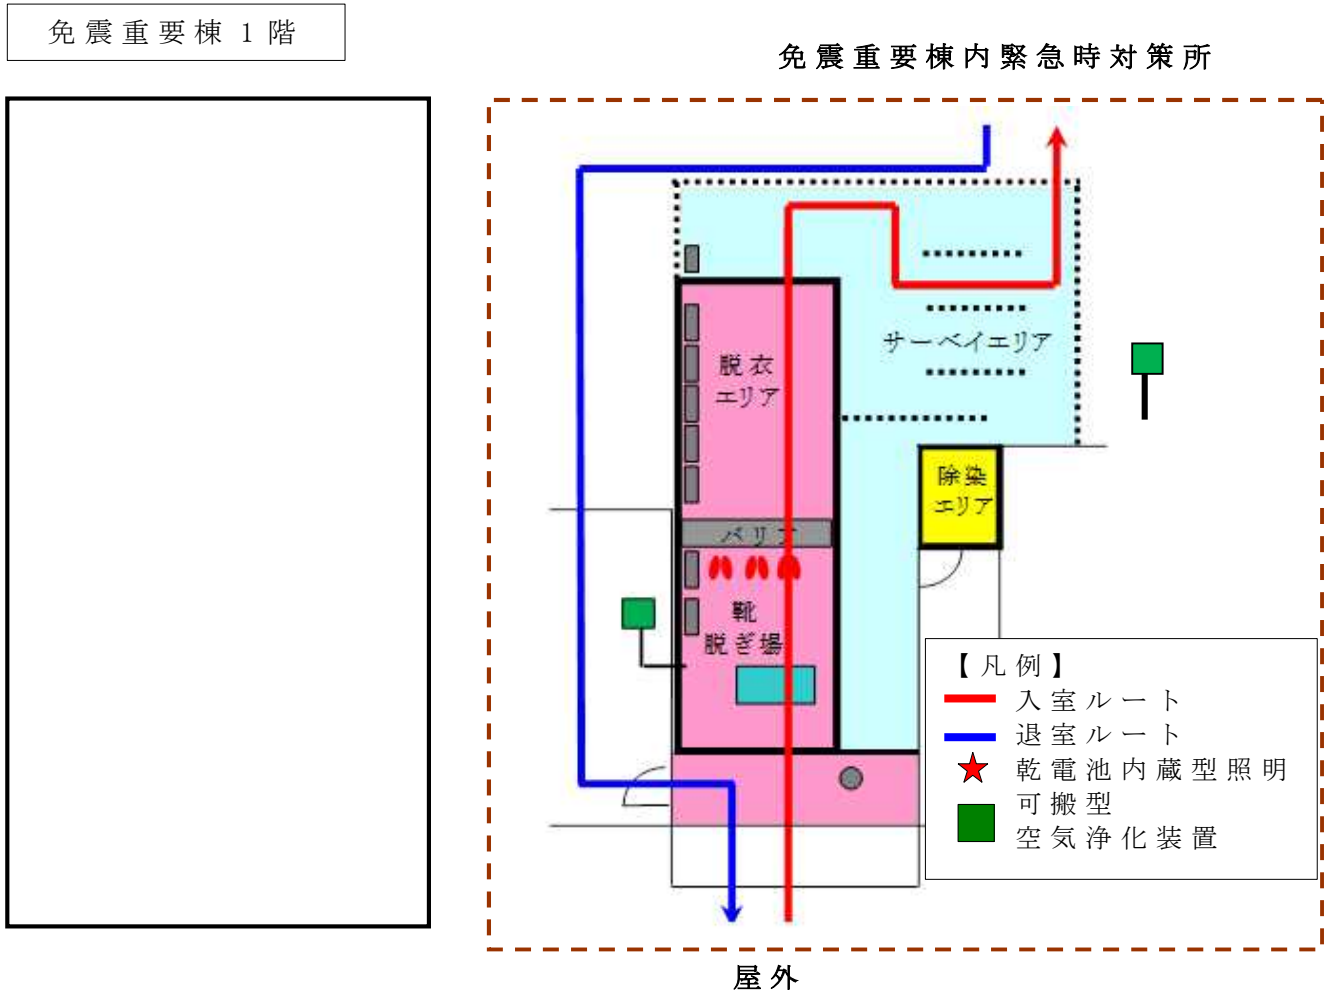 免震重要棟 1 階
免震重要棟内緊急時対策所
サーベイエリア
脱衣
エリア
除染
エリア
バリア
靴
脱ぎ場
【凡例】
入室ルート
退室ルート
乾電池内蔵型照明
可搬型
空気浄化装置
屋外